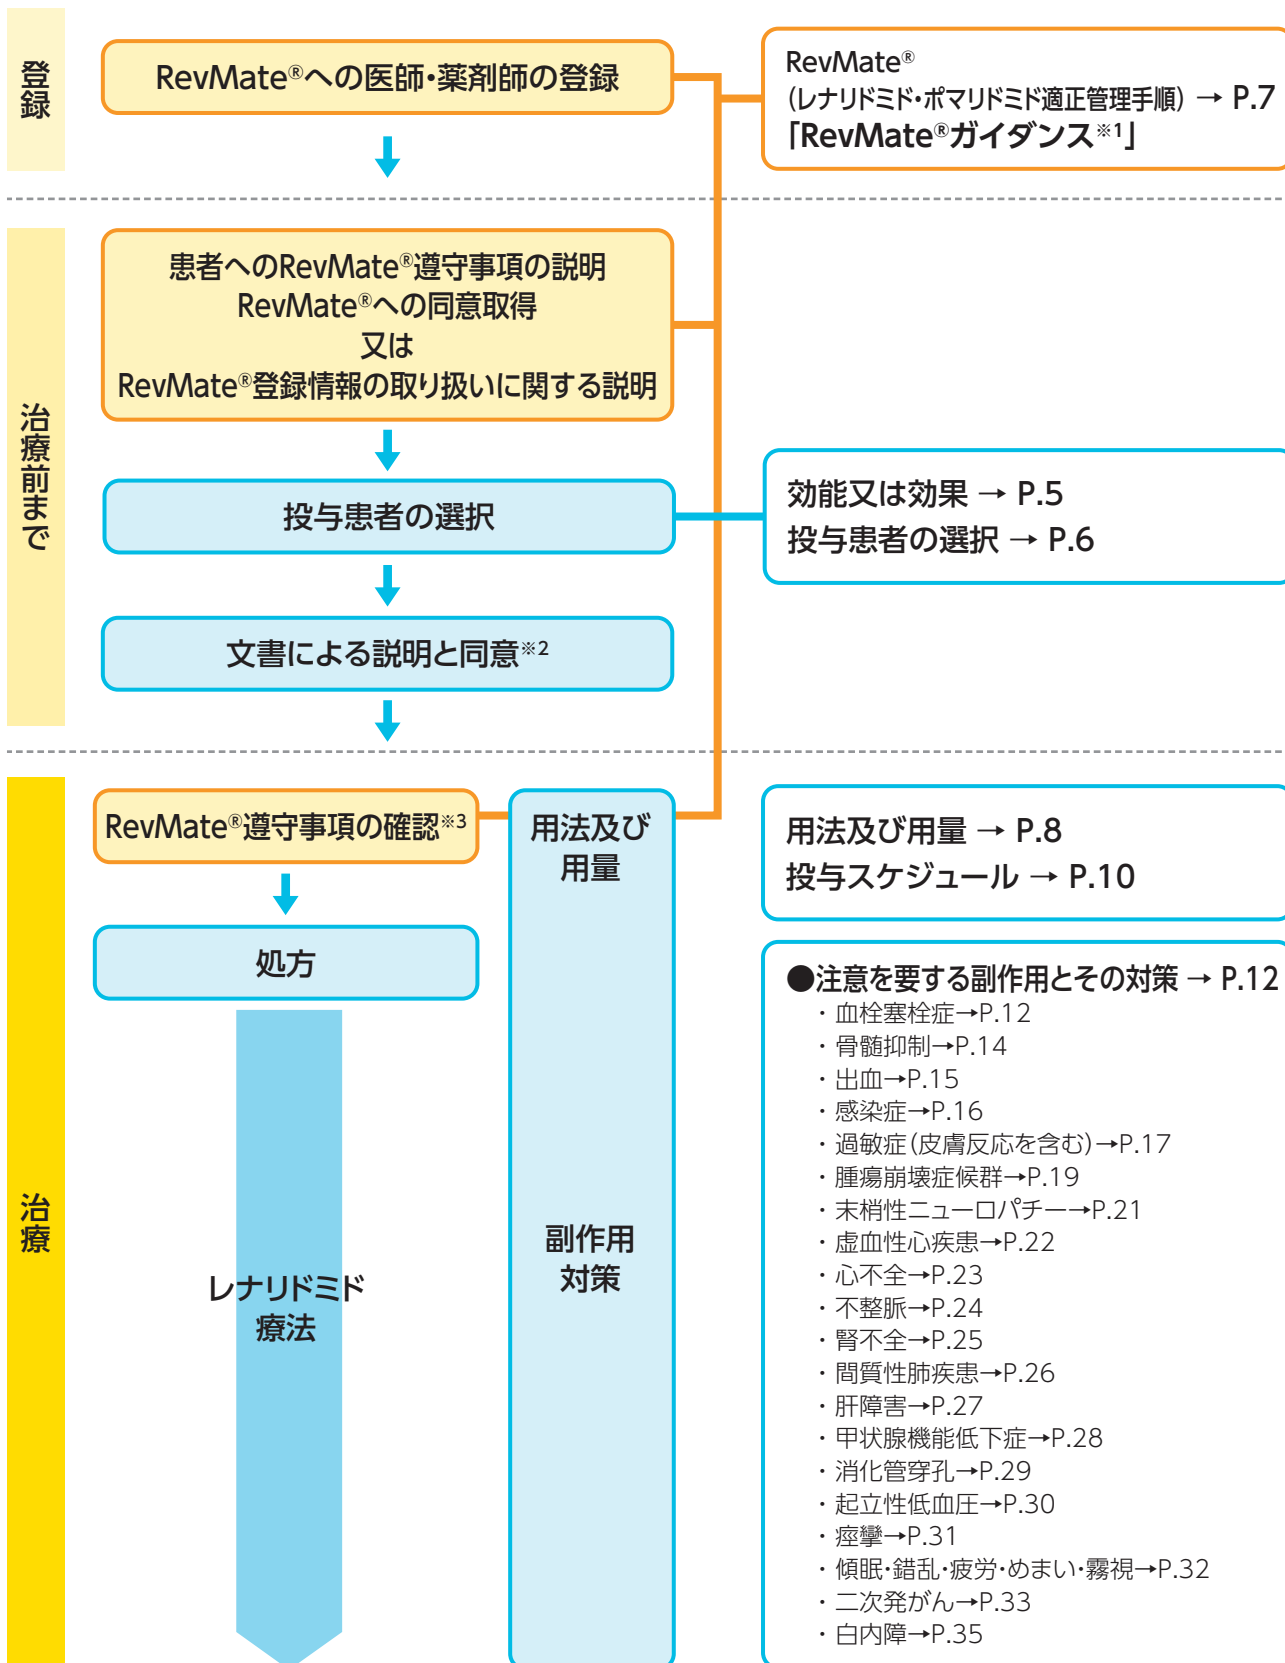 登録
RevMate®への医師・薬剤師の登録
RevMate®
(レナリドミド・ポマリドミド適正管理手順) → P.7
「RevMate®ガイダンス※1」
治療前まで
患者へのRevMate®遵守事項の説明
RevMate®への同意取得
又は
RevMate®登録情報の取り扱いに関する説明
投与患者の選択
効能又は効果 → P.5
投与患者の選択 → P.6
文書による説明と同意※2
治療
RevMate®遵守事項の確認※3
処方
レナリドミド
療法
用法及び
用量
副作用
対策
用法及び用量 → P.8
投与スケジュール → P.10
●注意を要する副作用とその対策 → P.12
・血栓塞栓症→P.12
・骨髄抑制→P.14
・出血→P.15
・感染症→P.16
・過敏症(皮膚反応を含む)→P.17
・腫瘍崩壊症候群→P.19
・末梢性ニューロパチー→P.21
・虚血性心疾患→P.22
・心不全→P.23
・不整脈→P.24
・腎不全→P.25
・間質性肺疾患→P.26
・肝障害→P.27
・甲状腺機能低下症→P.28
・消化管穿孔→P.29
・起立性低血圧→P.30
・痙攣→P.31
・傾眠・錯乱・疲労・めまい・霧視→P.32
・二次発がん→P.33
・白内障→P.35